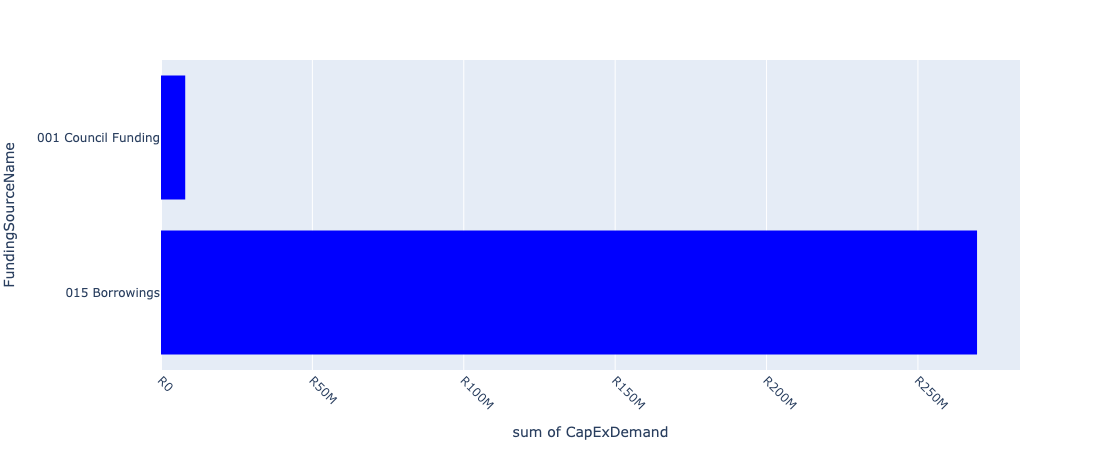 FundingSourceName
001 Council Funding
015 Borrowings
R0
R50M
R100M
R150M
R200M
R250M
sum of CapExDemand